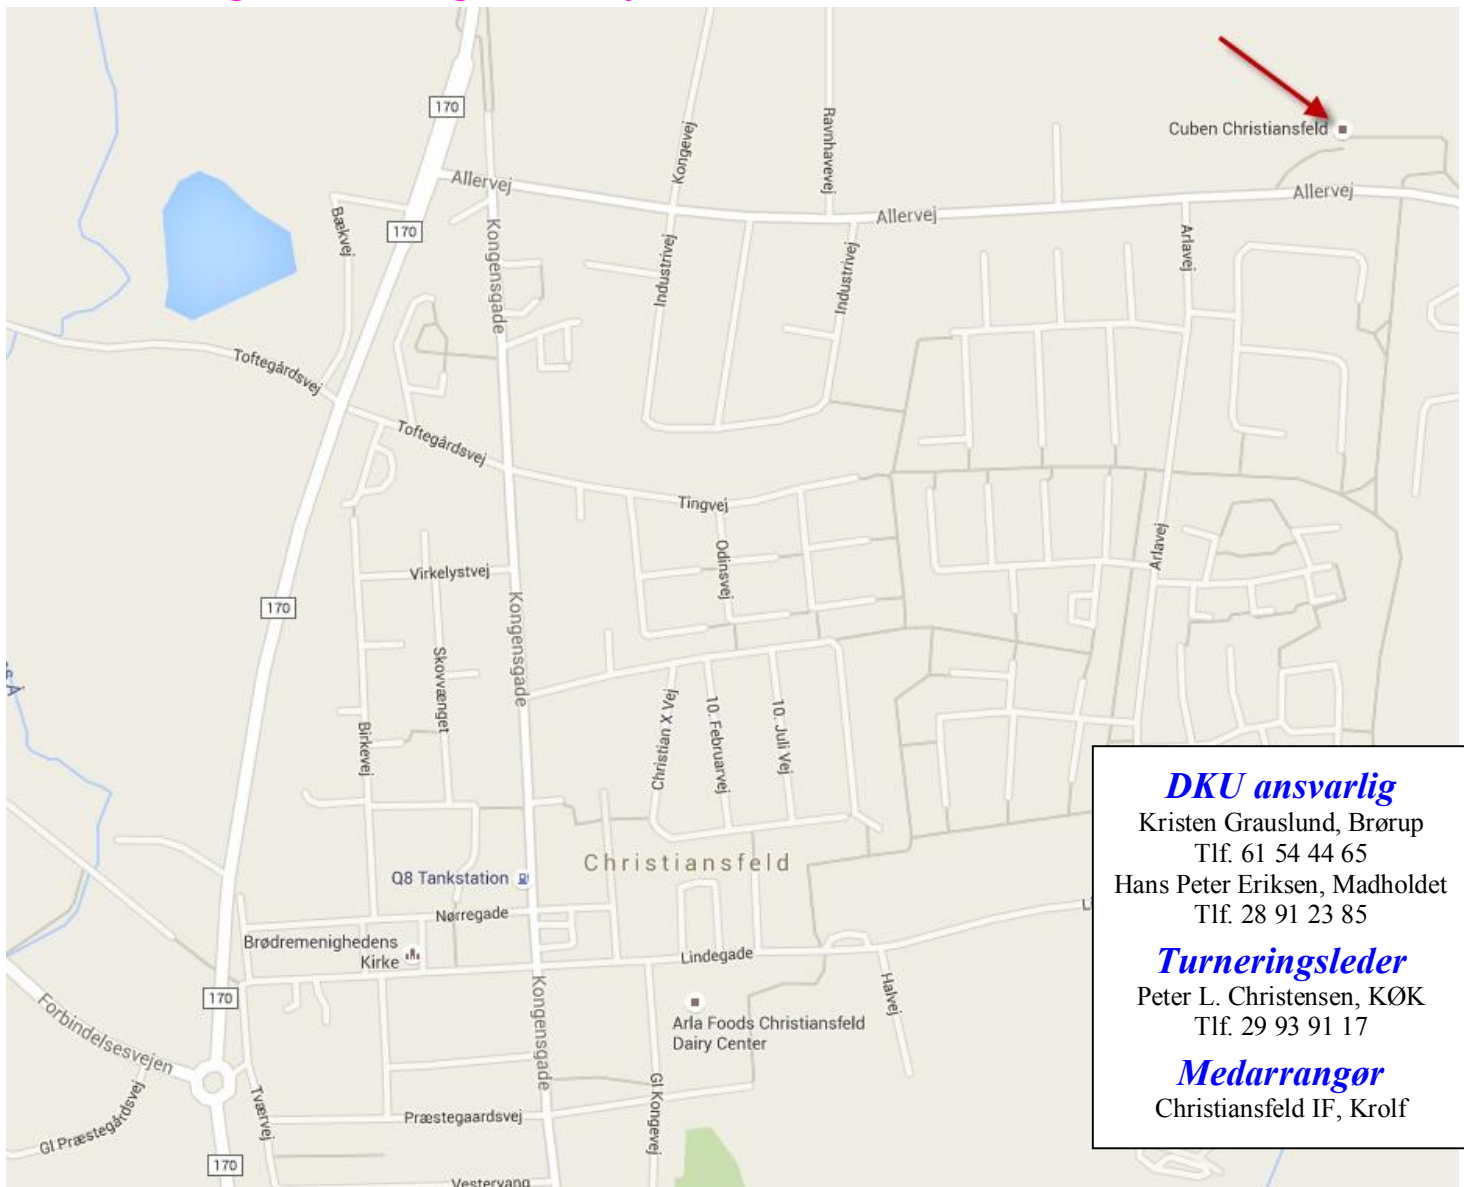 170
Kongevej
Ravnhavevej
Cuben Christiansfeld
Allervej
Allervej
Allervej
Bækvej
170
Kongensgade
Industrivej
Industrivej
Arlavej
Toftegårdsvej
Toftegårdsvej
Tingvej
Odinsvej
Arlavej
Virkelystvej
170
Kongensgade
Skovvænget
Birkevej
Christian X Vej
10. Februarvej
10. Juli Vej
Christiansfeld
Q8 Tankstation
Nørregade
Brødremenighedens
Kirke
Lindegade
170
Kongensgade
Halvej
Arla Foods Christiansfeld
Dairy Center
Forbindelsesvejen
Gl Præstegårdsvej
Tværvej
Præstegaardsvej
Gl.Kongevej
170
Vestervang
DKU ansvarlig
Kristen Grauslund, Brørup
Tlf. 61 54 44 65
Hans Peter Eriksen, Madholdet
Tlf. 28 91 23 85
Turneringsleder
Peter L. Christensen, KØK
Tlf. 29 93 91 17
Medarrangør
Christiansfeld IF, Krolf